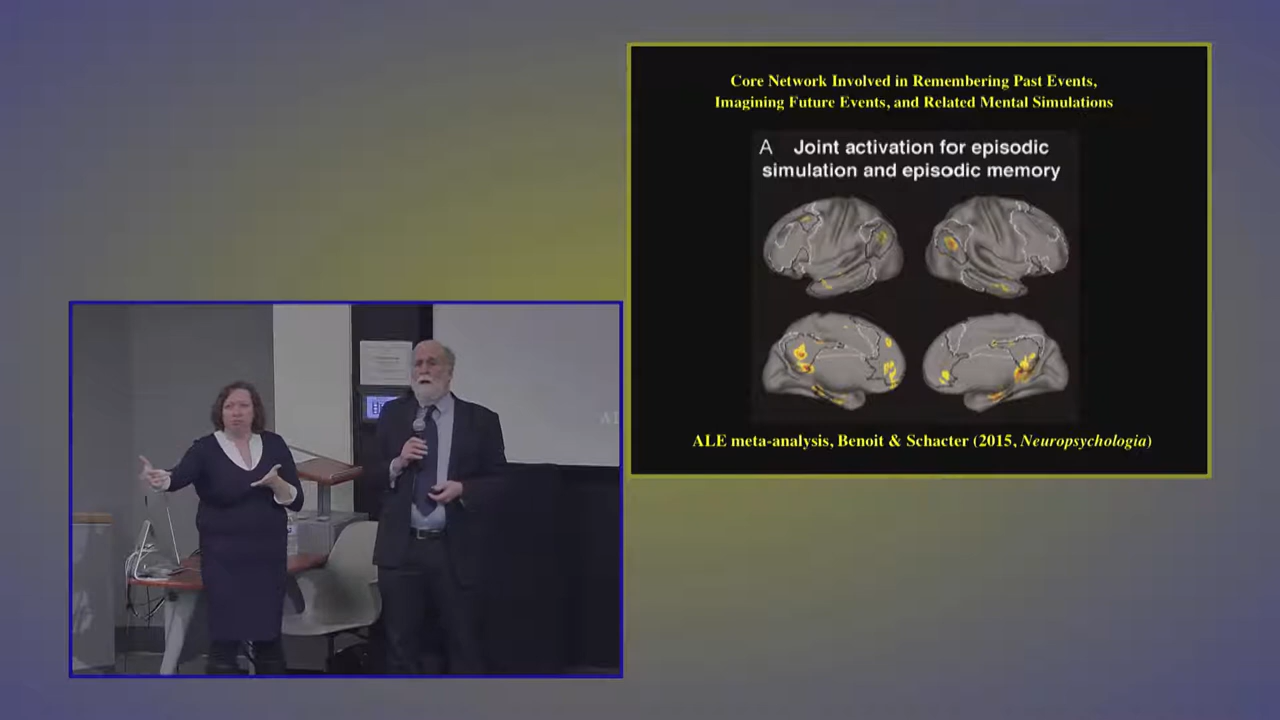 Core Network Involved in Remembering Past Events,
Imagining Future Events, and Related Mental Simulations
A Joint activation for episodic
simulation and episodic memory
ALE meta-analysis, Benoit & Schacter (2015, Neuropsychologia)